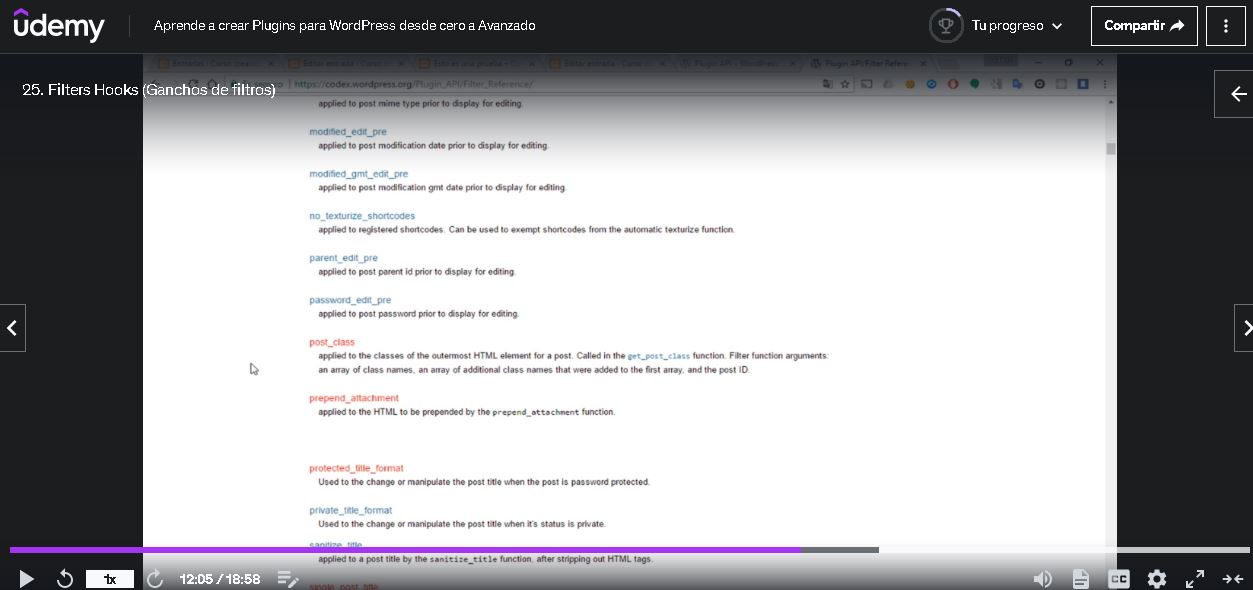 udemy
Aprende a crear Plugins para WordPress desde cero a Avanzado
Tu progreso
Compartir
25. Filters Hooks (Ganchos de filtros)
https://codex.wordpress.org/Plugin_API/Filter_Reference/
applied to post mime type prior to display for editing.
modified_edit_pre
applied to post modification date prior to display for editing.
modified_gmt_edit_pre
applied to post modification gmt date prior to display for editing.
no_texturize_shortcodes
applied to registered shortcodes. Can be used to exempt shortcodes from the automatic texturize function.
parent_edit_pre
applied to post parent id prior to display for editing.
password_edit_pre
applied to post password prior to display for editing.
post_class
applied to the classes of the outermost HTML element for a post. Called in the get_post_class function. Filter function arguments:
an array of class names, an array of additional class names that were added to the first array, and the post ID.
prepend_attachment
applied to the HTML to be prepended by the prepend_attachment function.
protected_title_format
Used to the change or manipulate the post title when the post is password protected.
private_title_format
Used to the change or manipulate the post title when it's status is private.
sanitize_title
applied to a post title by the sanitize_title function, after stripping out HTML tags.
single_post_title
1x
12:05 / 18:58
CC